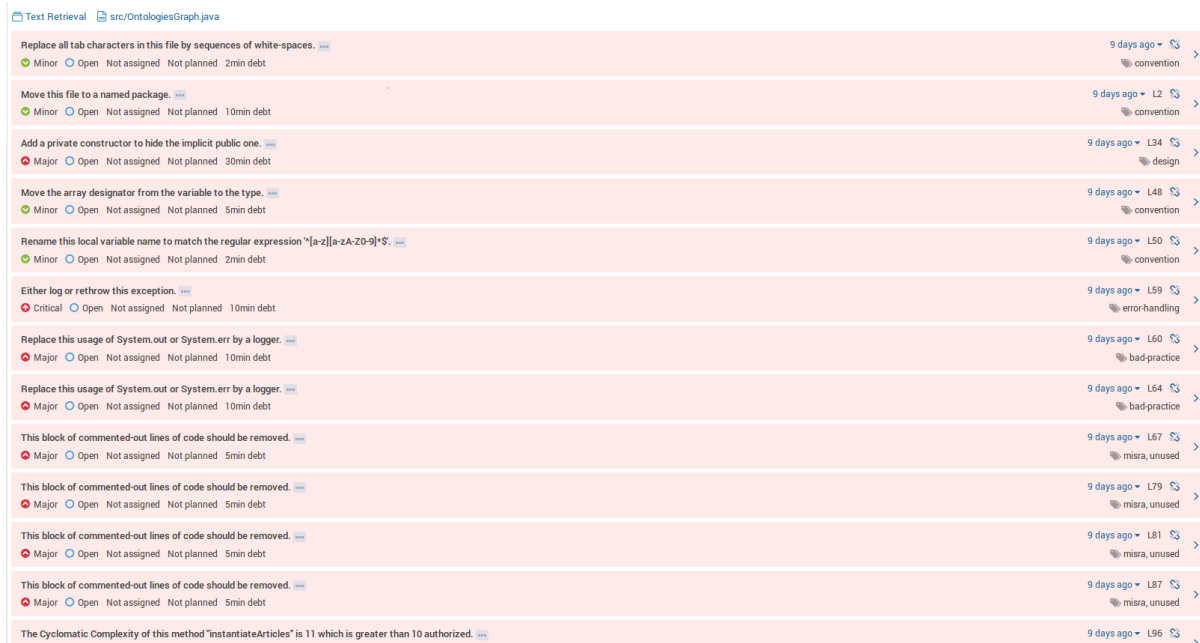 Text Retrieval src/OntologiesGraph.java
Replace all tab characters in this file by sequences of white-spaces. 9 days ago
Minor Open Not assigned Not planned 2min debt convention
Move this file to a named package. 9 days ago L2
Minor Open Not assigned Not planned 10min debt convention
Add a private constructor to hide the implicit public one. 9 days ago L34
Major Open Not assigned Not planned 30min debt design
Move the array designator from the variable to the type. 9 days ago L48
Minor Open Not assigned Not planned 5min debt convention
Rename this local variable name to match the regular expression '^[a-z][a-zA-Z0-9]*$'. 9 days ago L50
Minor Open Not assigned Not planned 2min debt convention
Either log or rethrow this exception. 9 days ago L59
Critical Open Not assigned Not planned 10min debt error-handling
Replace this usage of System.out or System.err by a logger. 9 days ago L60
Major Open Not assigned Not planned 10min debt bad-practice
Replace this usage of System.out or System.err by a logger. 9 days ago L64
Major Open Not assigned Not planned 10min debt bad-practice
This block of commented-out lines of code should be removed. 9 days ago L67
Major Open Not assigned Not planned 5min debt misra, unused
This block of commented-out lines of code should be removed. 9 days ago L79
Major Open Not assigned Not planned 5min debt misra, unused
This block of commented-out lines of code should be removed. 9 days ago L81
Major Open Not assigned Not planned 5min debt misra, unused
This block of commented-out lines of code should be removed. 9 days ago L87
Major Open Not assigned Not planned 5min debt misra, unused
The Cyclomatic Complexity of this method "instantiateArticles" is 11 which is greater than 10 authorized. 9 days ago L96